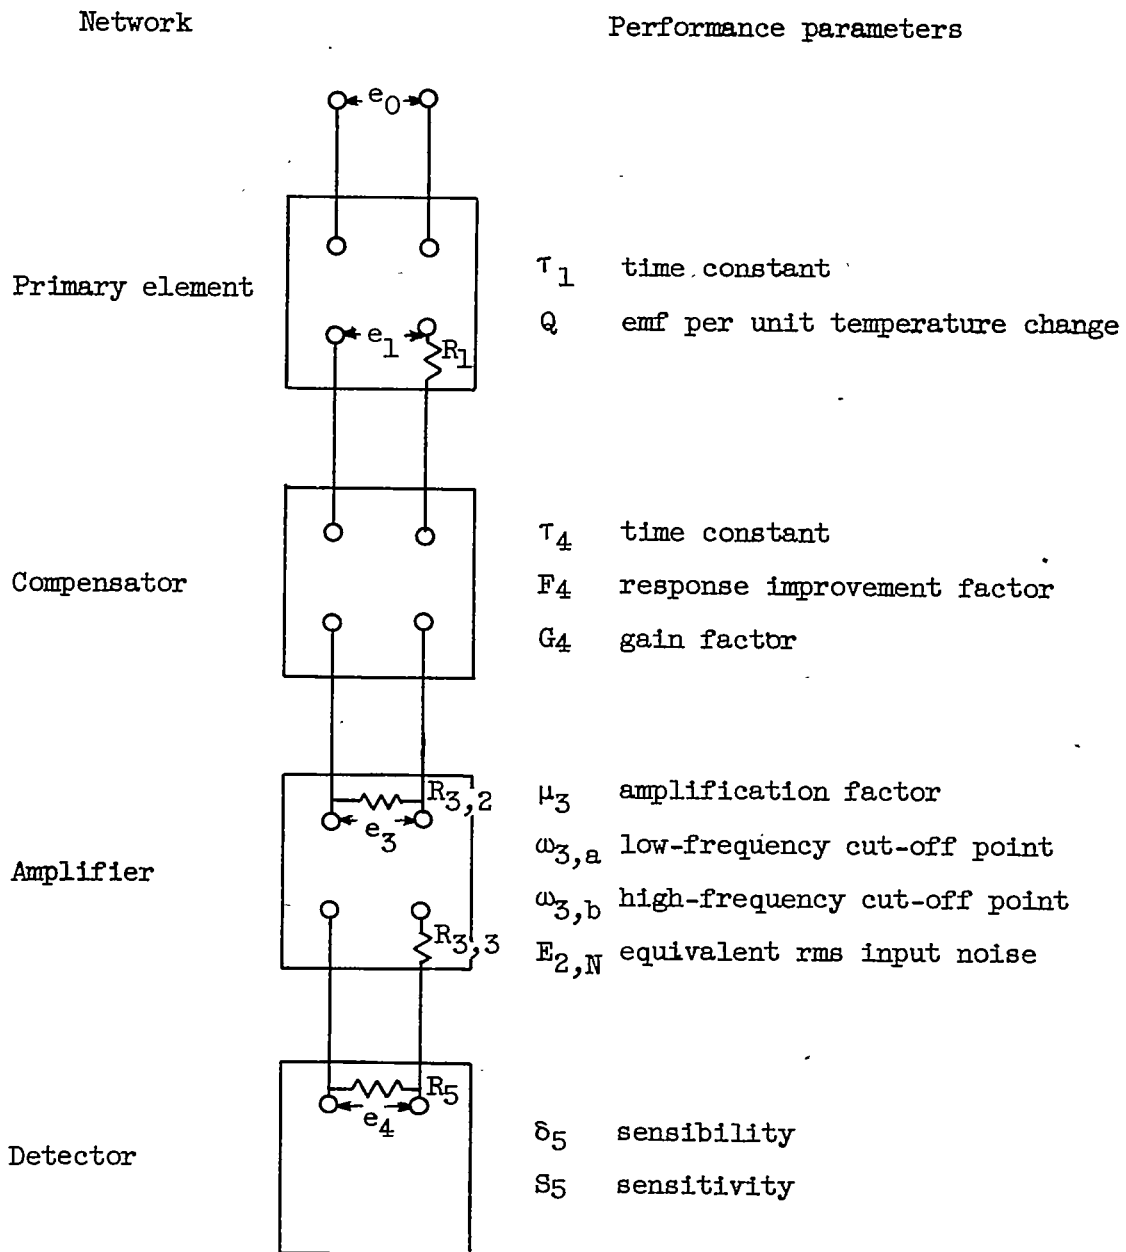 Network
Performance parameters
e0
Primary element
τ1 time constant
Q emf per unit temperature change
e1
R1
Compensator
τ4 time constant
F4 response improvement factor
G4 gain factor
Amplifier
R3,2
e3
R3,3
μ3 amplification factor
ω3,a low-frequency cut-off point
ω3,b high-frequency cut-off point
E2,N equivalent rms input noise
Detector
R5
e4
δ5 sensibility
S5 sensitivity